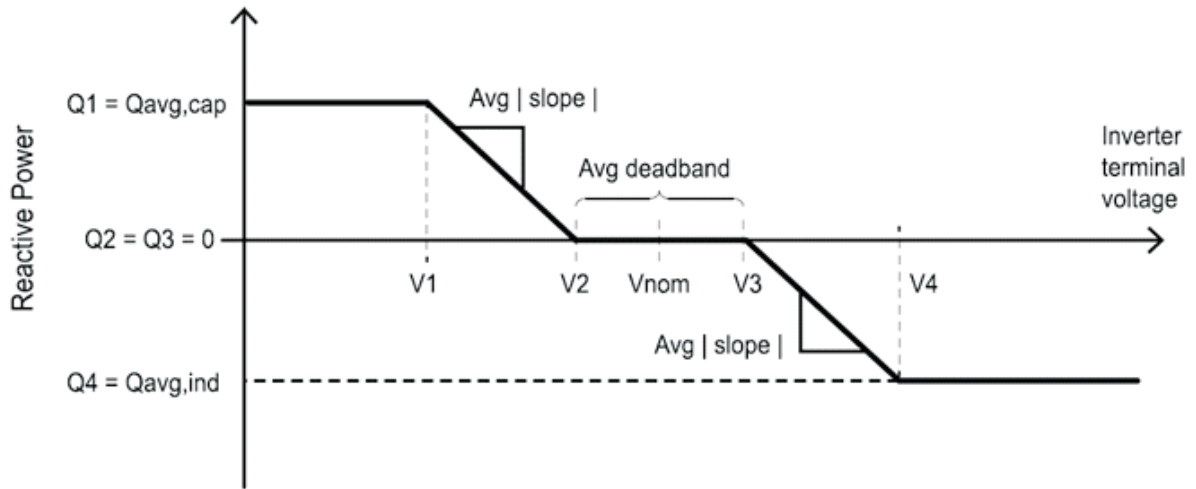 Q1 = Qavg,cap
Avg | slope |
Inverter
terminal
voltage
Avg deadband
Reactive Power
Q2 = Q3 = 0
V1
V2
Vnom
V3
V4
Avg | slope |
Q4 = Qavg,ind